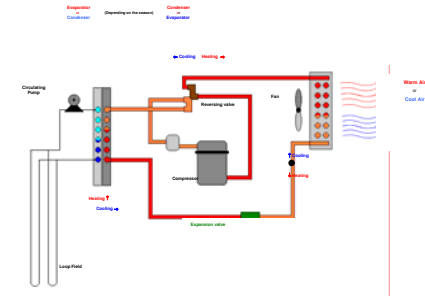 Evaporator
or
Condenser
(Depending on the season)
Condenser
or
Evaporator
Cooling Heating
Circulating
Pump
Fan
Reversing valve
Warm Air
or
Cool Air
Cooling
Compressor
Heating
Heating
Cooling
Expansion valve
Loop Field